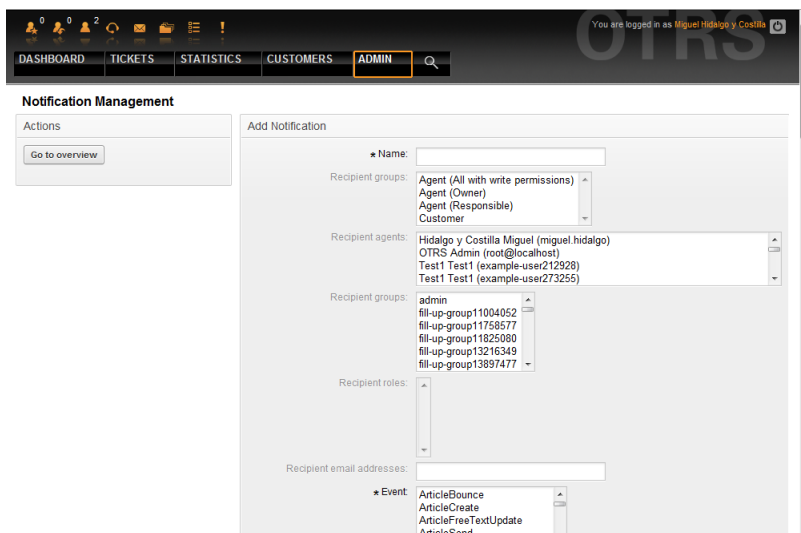 0 0 2
!
You are logged in as Miguel Hidalgo y Costilla
OTRS
DASHBOARD TICKETS STATISTICS CUSTOMERS ADMIN
Notification Management
Actions
Go to overview
Add Notification
★ Name:
Recipient groups:
Agent (All with write permissions)
Agent (Owner)
Agent (Responsible)
Customer
Recipient agents:
Hidalgo y Costilla Miguel (miguel.hidalgo)
OTRS Admin (root@localhost)
Test1 Test1 (example-user212928)
Test1 Test1 (example-user273255)
Recipient groups:
admin
fill-up-group11004052
fill-up-group11758577
fill-up-group11825080
fill-up-group13216349
fill-up-group13897477
Recipient roles:
Recipient email addresses:
★ Event:
ArticleBounce
ArticleCreate
ArticleFreeTextUpdate
ArticleSend